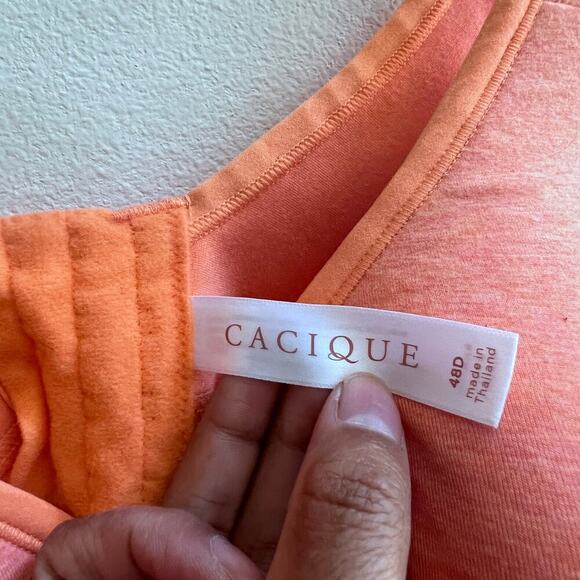 CACIQUE
48D
made in
Thailand